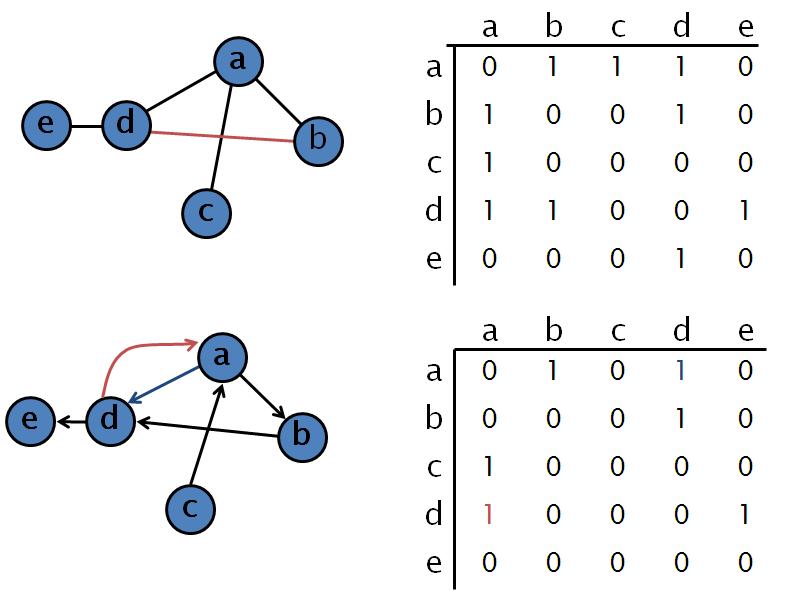 a
e d
b
c
a b c d e
a 0 1 1 1 0
b 1 0 0 1 0
c 1 0 0 0 0
d 1 1 0 0 1
e 0 0 0 1 0
a
e d
b
c
a b c d e
a 0 1 0 1 0
b 0 0 0 1 0
c 1 0 0 0 0
d 1 0 0 0 1
e 0 0 0 0 0